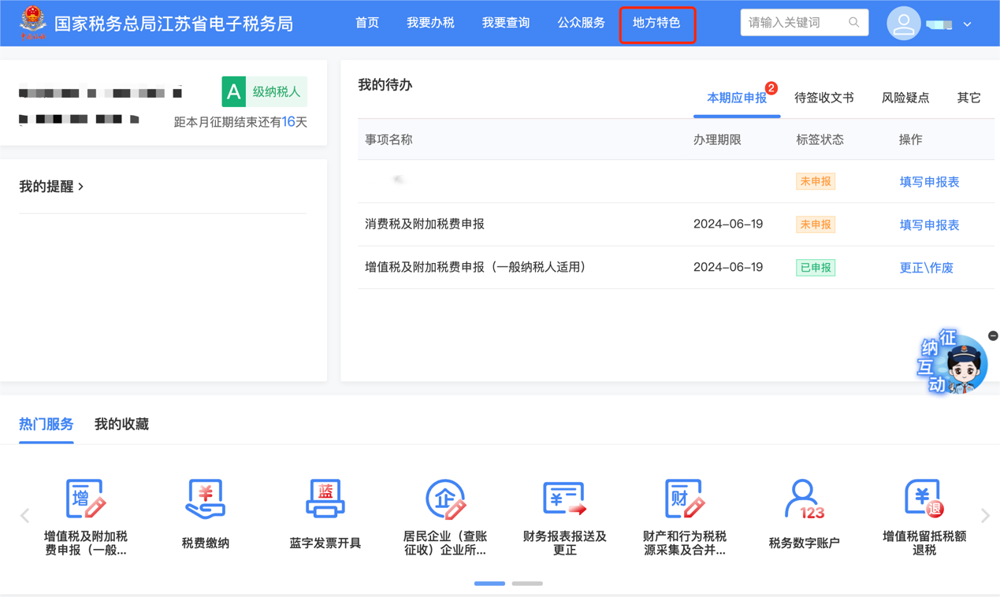 国家税务总局江苏省电子税务局
首页 我要办税 我要查询 公众服务 地方特色
请输入关键词
A 级纳税人
距本月征期结束还有16天
我的提醒 >
我的待办
本期应申报 2 待签收文书 风险疑点 其它
事项名称 办理期限 标签状态 操作
未申报 填写申报表
消费税及附加税费申报 2024-06-19 未申报 填写申报表
增值税及附加税费申报（一般纳税人适用） 2024-06-19 已申报 更正\作废
征纳互动
热门服务 我的收藏
增
¥
蓝
企
¥
财
123
¥ 退
增值税及附加税
费申报（一般...
税费缴纳
蓝字发票开具
居民企业（查账
征收）企业所...
财务报表报送及
更正
财产和行为税税
源采集及合并...
税务数字账户
增值税留抵税额
退税